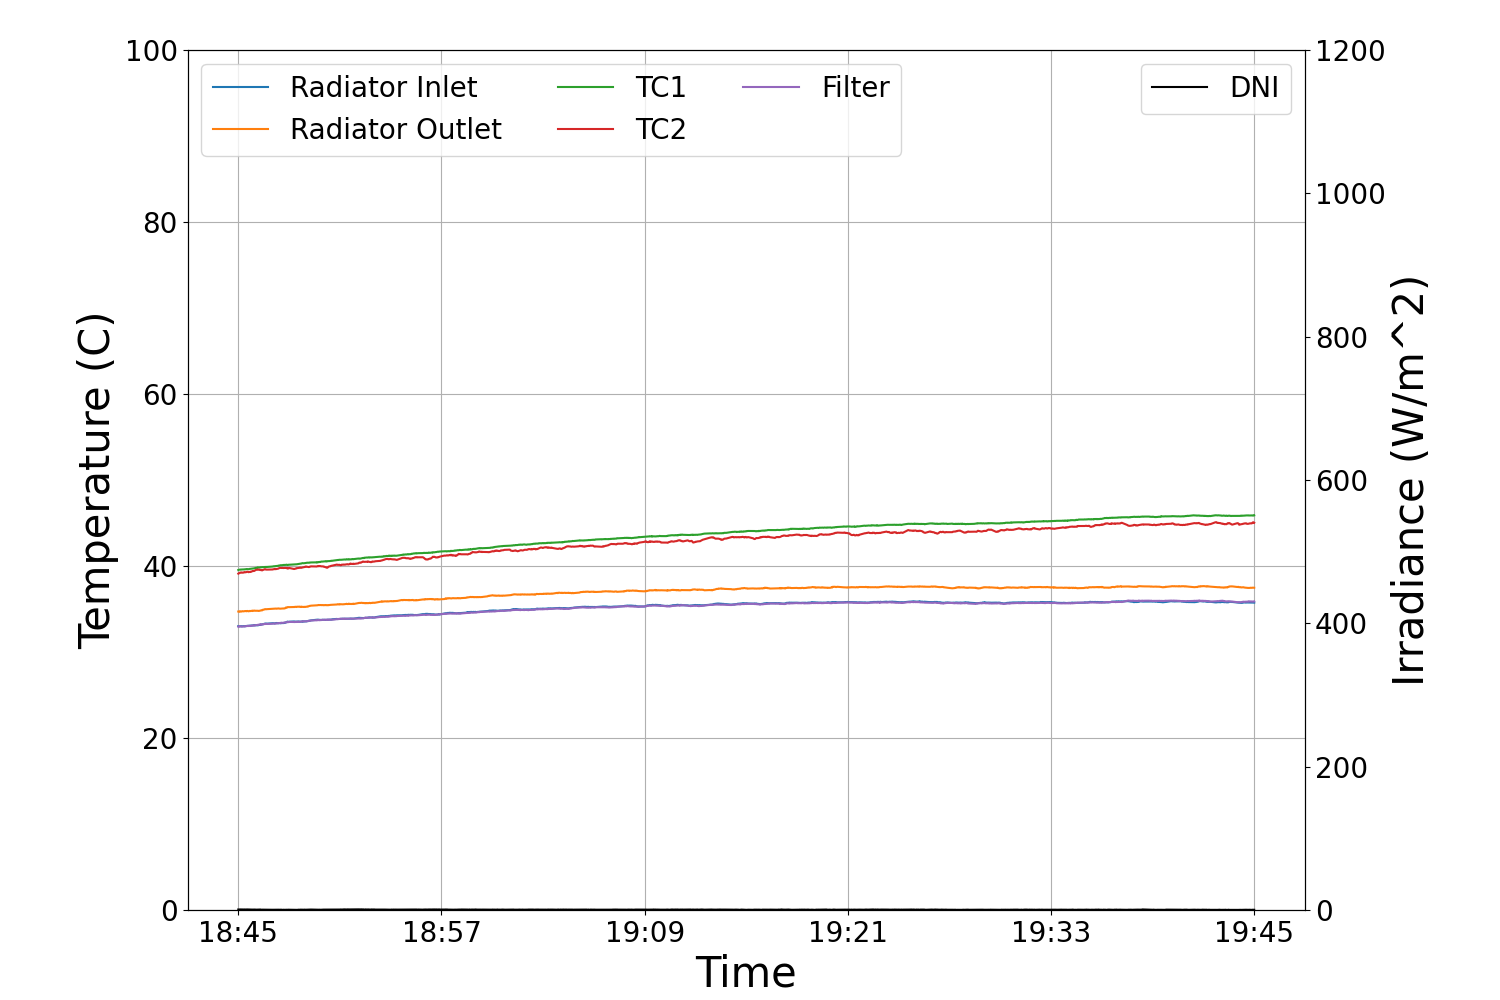 Radiator Inlet
Radiator Outlet
TC1
TC2
Filter
DNI
100
80
60
40
20
0
Temperature (C)
1200
1000
800
600
400
200
0
Irradiance (W/m^2)
18:45 18:57 19:09 19:21 19:33 19:45
Time